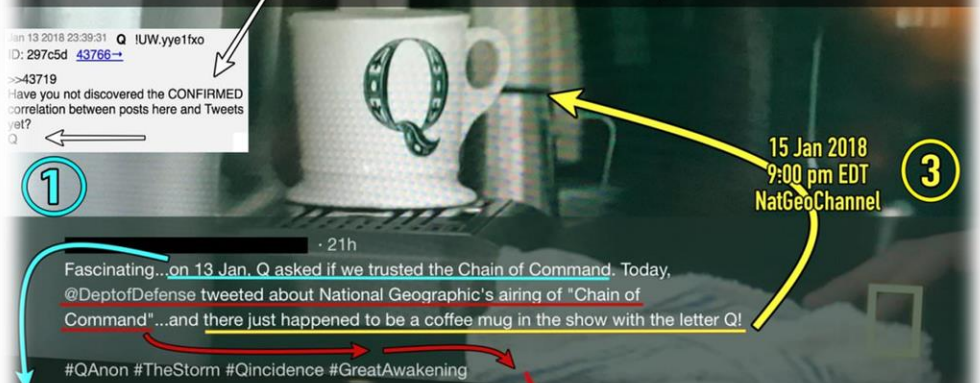 Jan 13 2018 23:39:31 Q !UW.yye1fxo
ID: 297c5d 43766→
>>43719
Have you not discovered the CONFIRMED
correlation between posts here and Tweets
yet?
Q
1
Q
15 Jan 2018
9:00 pm EDT
NatGeoChannel
3
· 21h
Fascinating...on 13 Jan, Q asked if we trusted the Chain of Command. Today,
@DeptofDefense tweeted about National Geographic's airing of "Chain of
Command"...and there just happened to be a coffee mug in the show with the letter Q!
#QAnon #TheStorm #Qincidence #GreatAwakening